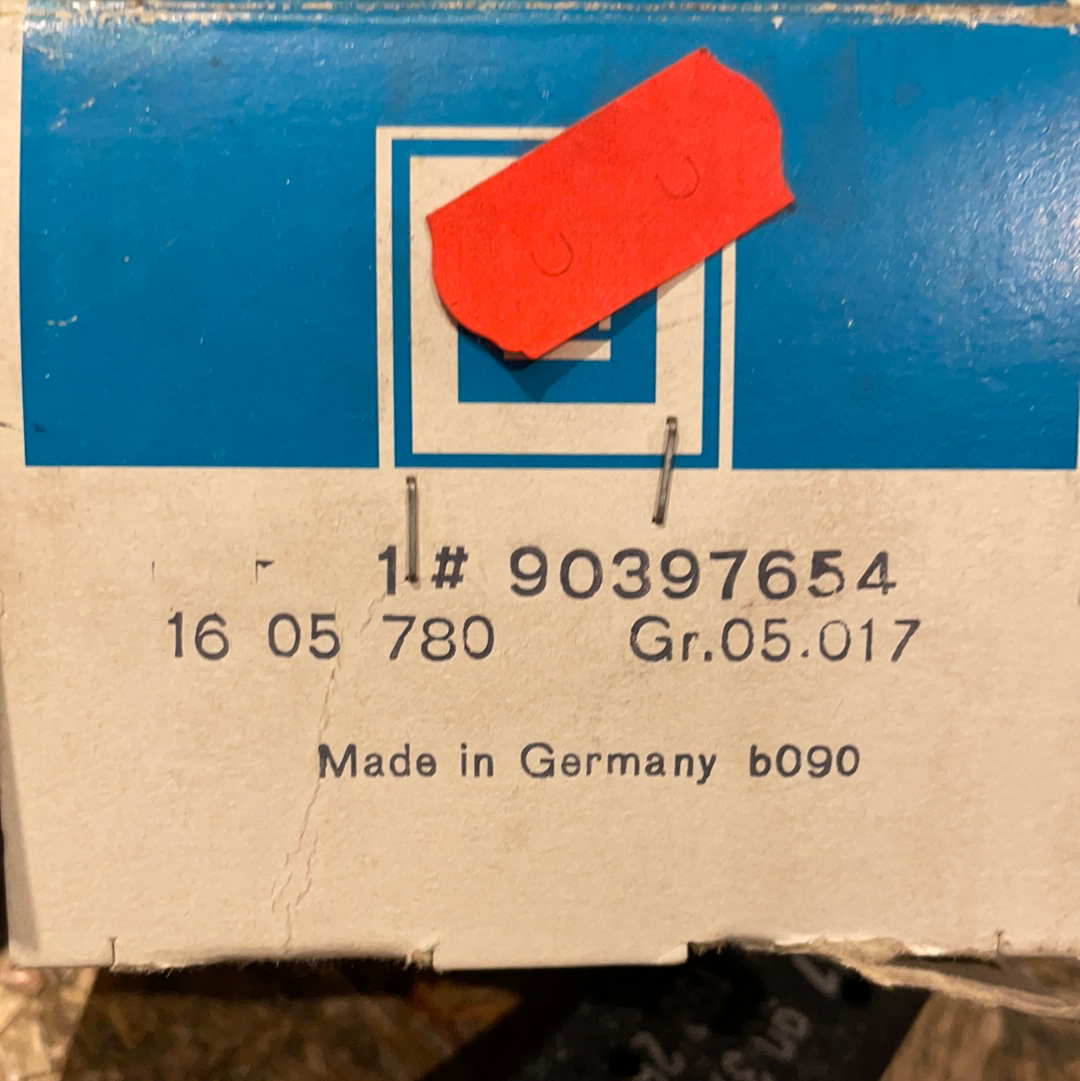 1 # 90397654
16 05 780 Gr.05.017
Made in Germany b090